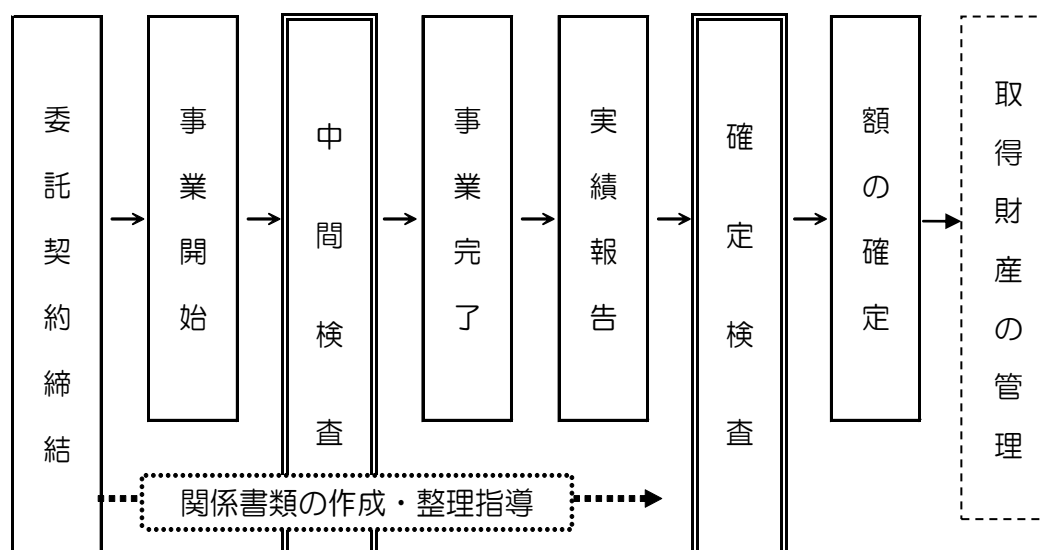 委託契約締結
事業開始
中間検査
事業完了
実績報告
確定検査
額の確定
取得財産の管理
関係書類の作成・整理指導